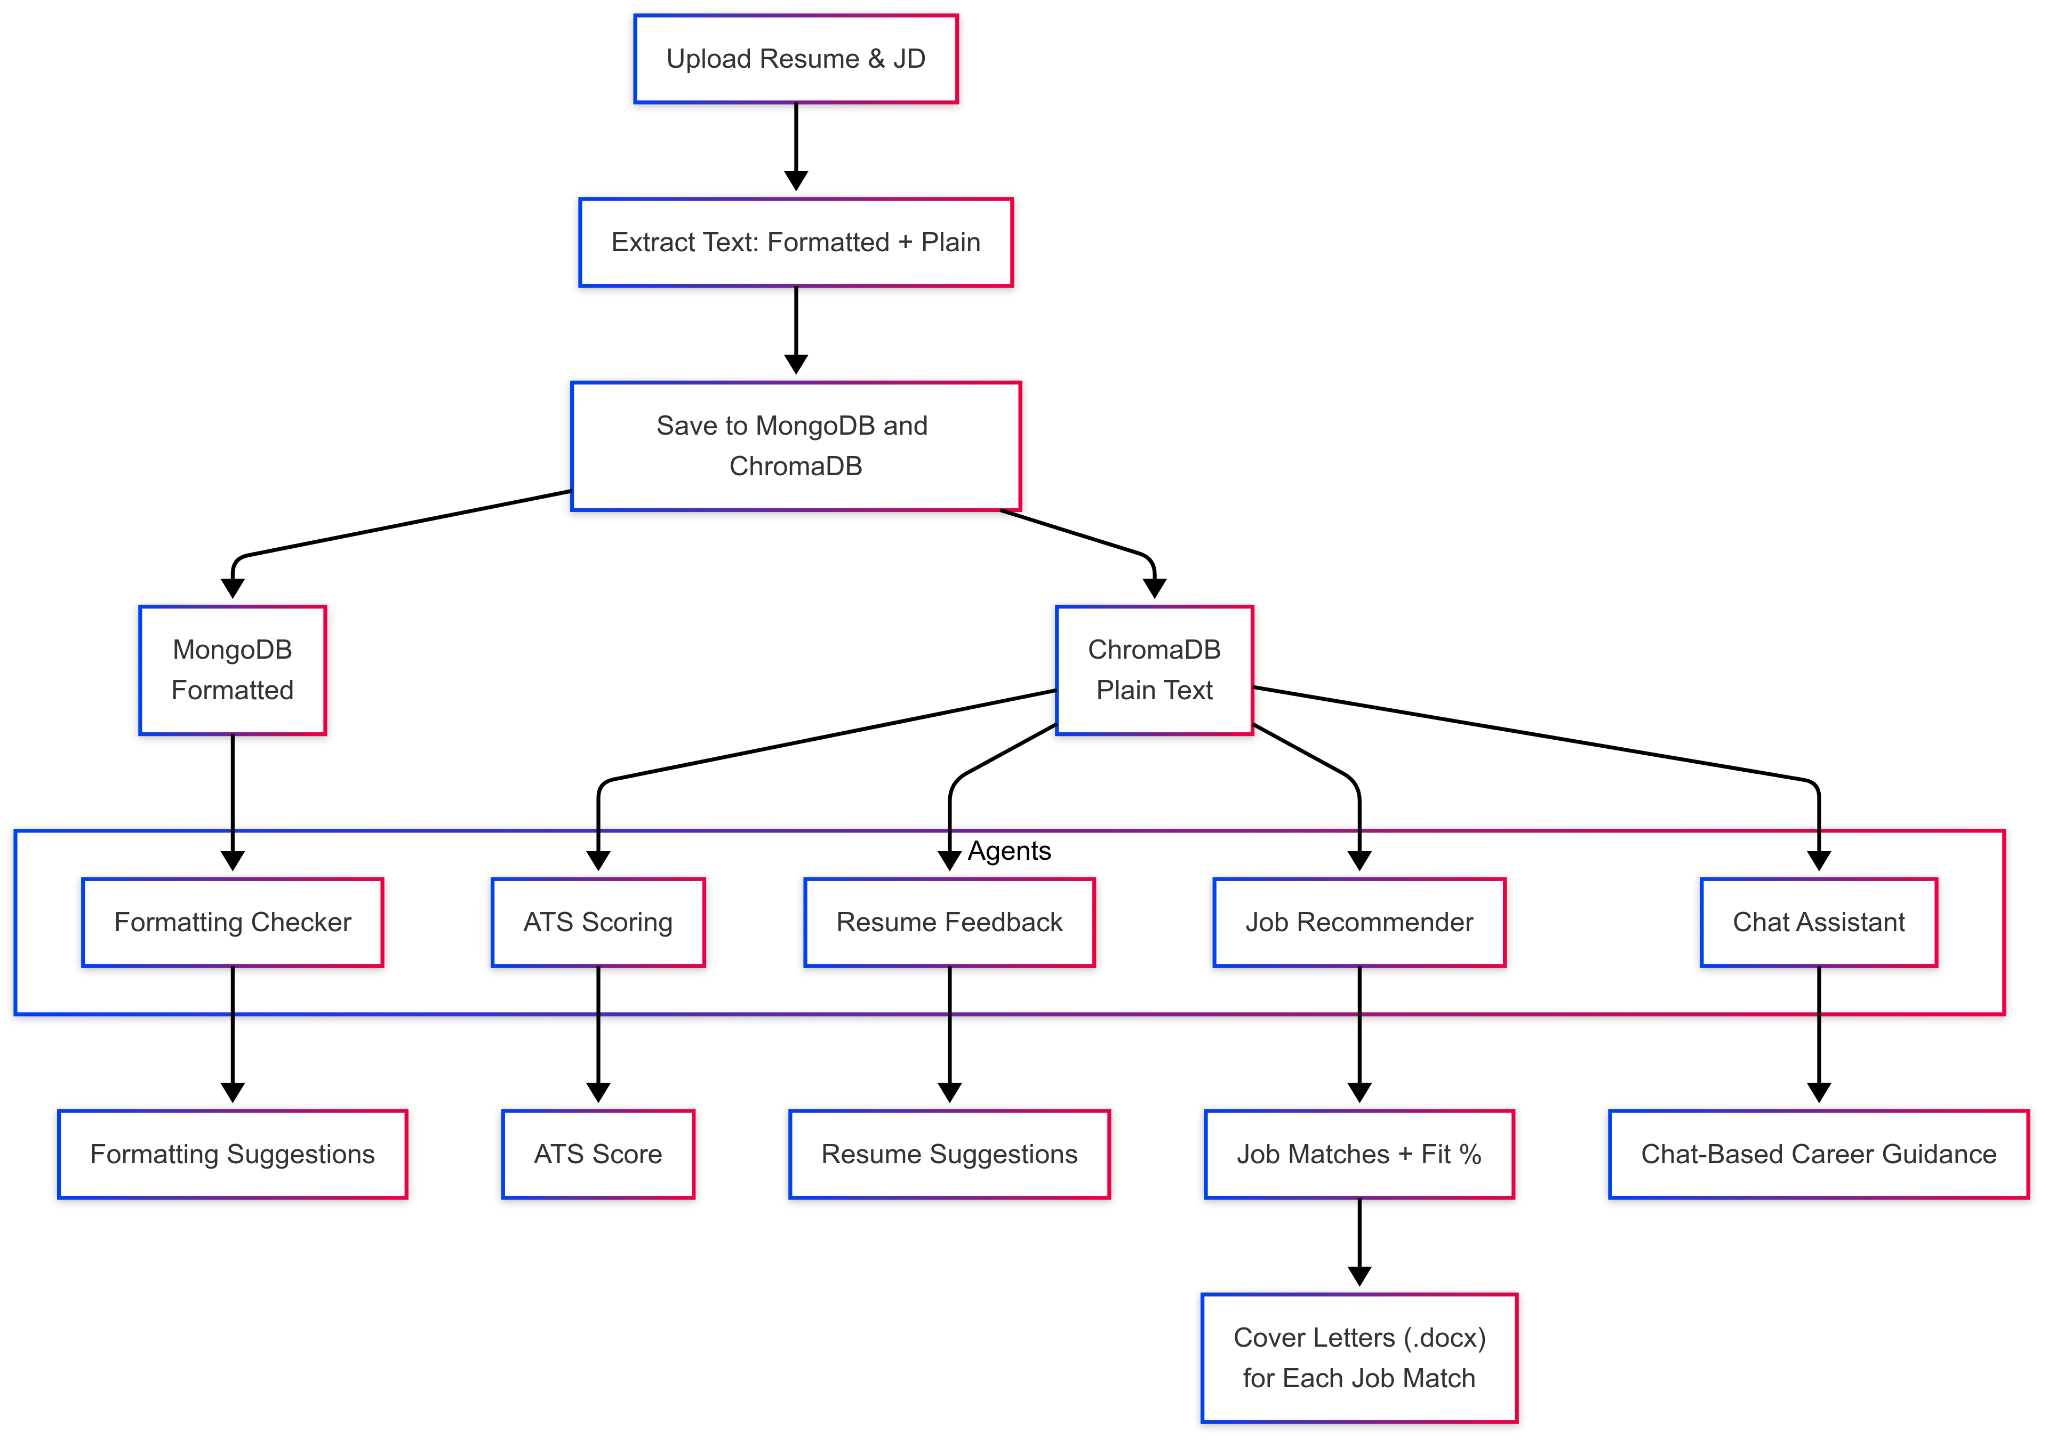 Upload Resume & JD
Extract Text: Formatted + Plain
Save to MongoDB and
ChromaDB
MongoDB
Formatted
ChromaDB
Plain Text
Agents
Formatting Checker
ATS Scoring
Resume Feedback
Job Recommender
Chat Assistant
Formatting Suggestions
ATS Score
Resume Suggestions
Job Matches + Fit %
Chat-Based Career Guidance
Cover Letters (.docx)
for Each Job Match